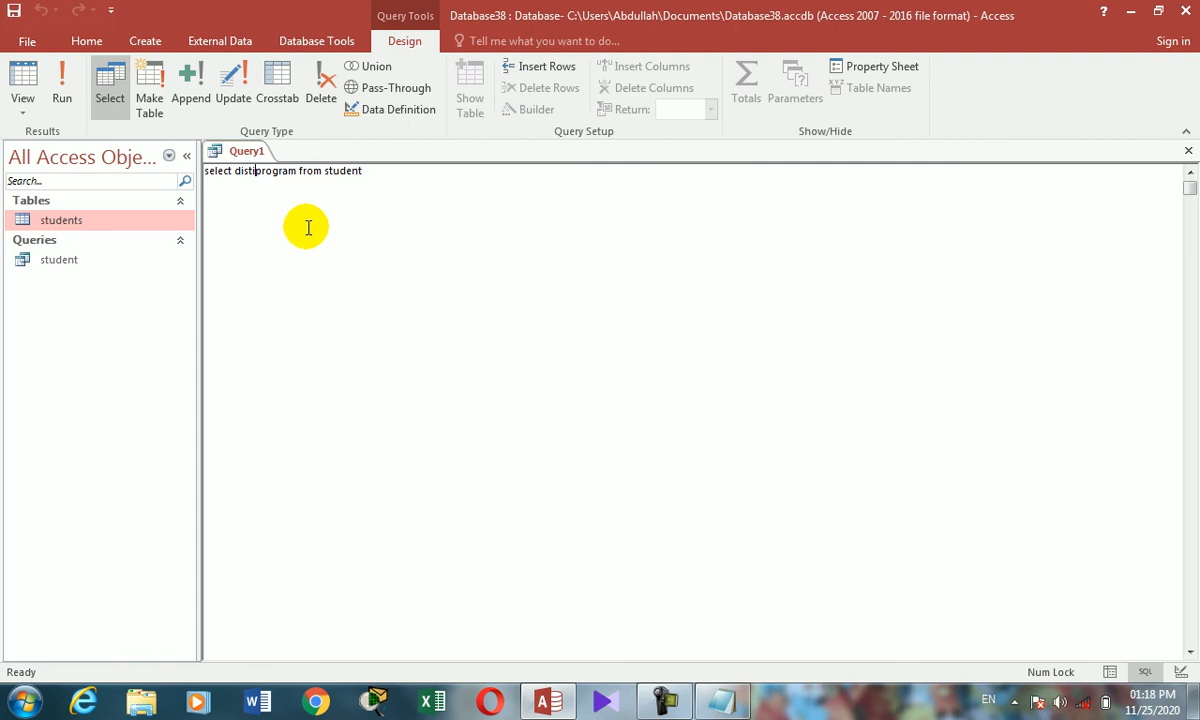 Query Tools
Database38 : Database- C:\Users\Abdullah\Documents\Database38.accdb (Access 2007 - 2016 file format) - Access
?
File
Home
Create
External Data
Database Tools
Design
Tell me what you want to do...
Sign in
View
Run
Select
Make Table
Append
Update
Crosstab
Delete
Union
Pass-Through
Data Definition
Show Table
Insert Rows
Delete Rows
Builder
Insert Columns
Delete Columns
Return:
Totals
Parameters
Property Sheet
Table Names
Results
Query Type
Query Setup
Show/Hide
All Access Obje...
Search...
Tables
students
Queries
student
Query1
select distiprogram from student
Ready
Num Lock
SQL
EN
01:18 PM
11/25/2020